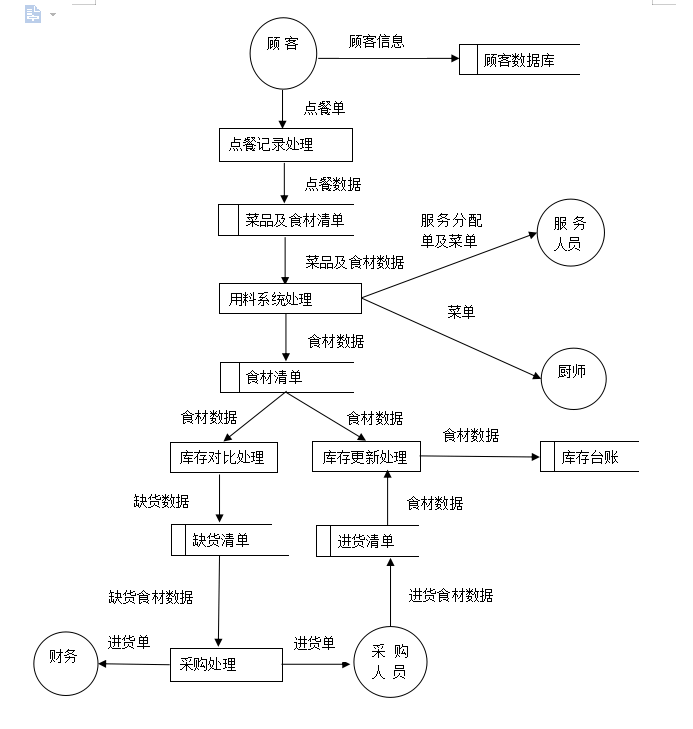 顾 客
顾客信息
顾客数据库
点餐单
点餐记录处理
点餐数据
菜品及食材清单
服务分配
单及菜单
服 务
人员
菜品及食材数据
用料系统处理
菜单
食材数据
厨师
食材清单
食材数据
食材数据
库存对比处理
库存更新处理
食材数据
库存台账
缺货数据
食材数据
缺货清单
进货清单
缺货食材数据
进货食材数据
财务
进货单
采购处理
进货单
采 购
人 员